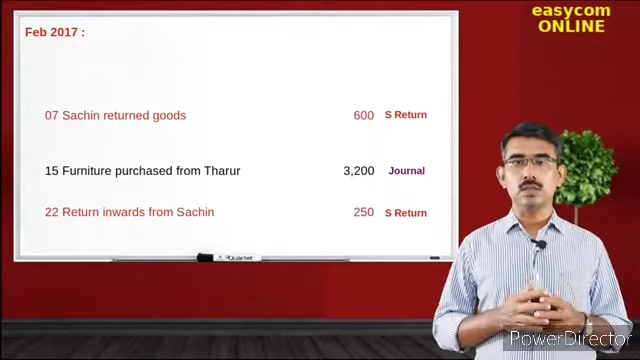 easycom
ONLINE
Feb 2017 :
07 Sachin returned goods 600 S Return
15 Furniture purchased from Tharur 3,200 Journal
22 Return inwards from Sachin 250 S Return
Quartet
PowerDirector